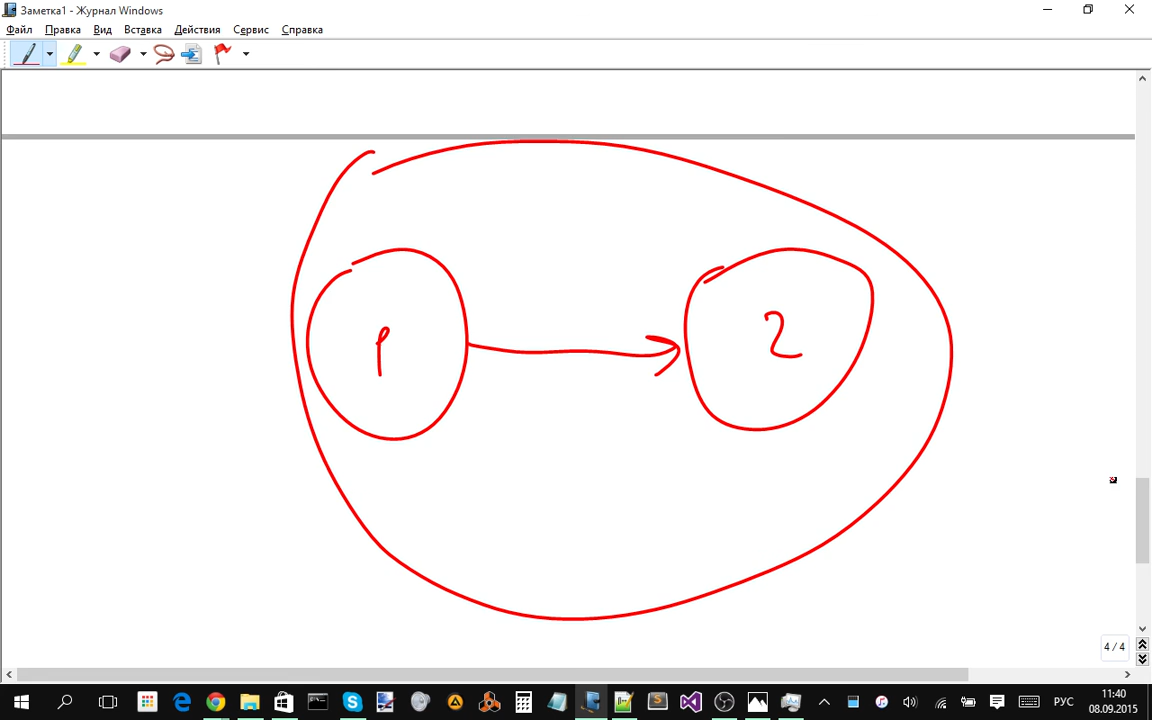 Заметка1 - Журнал Windows
Файл Правка Вид Вставка Действия Сервис Справка
1 2
4 / 4
РУС 11:40
08.09.2015